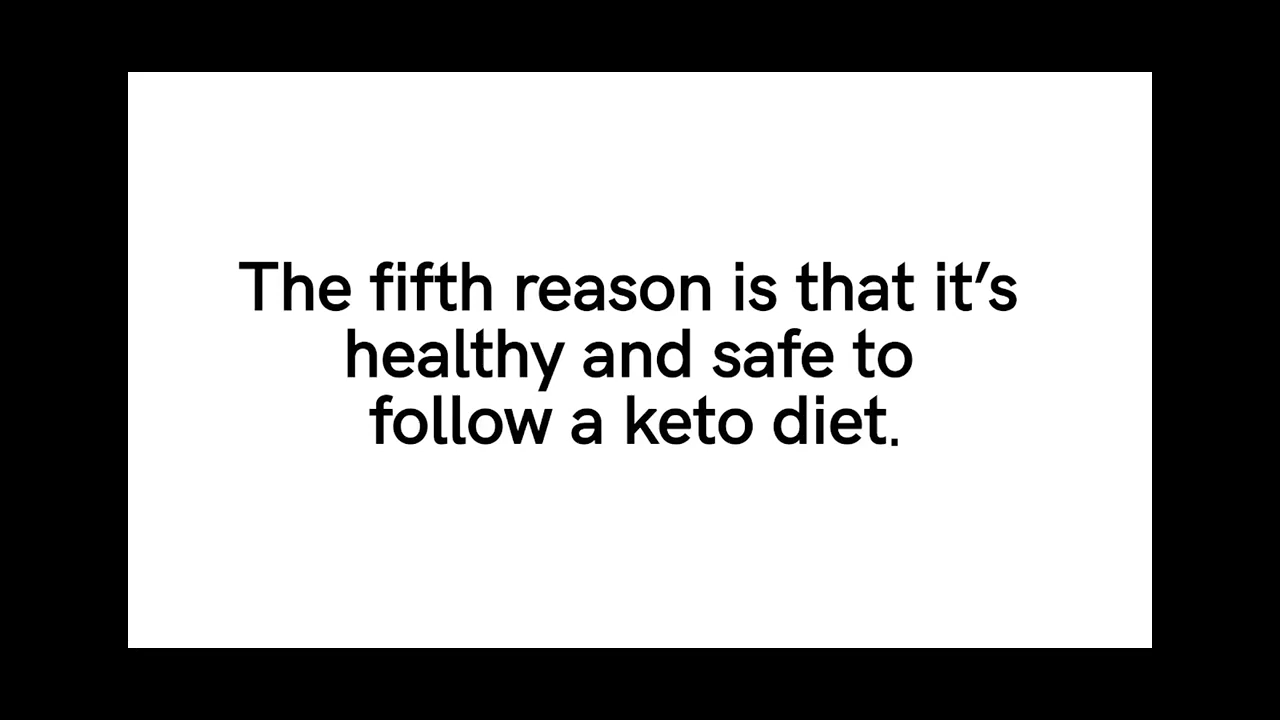 The fifth reason is that it’s
healthy and safe to
follow a keto diet.